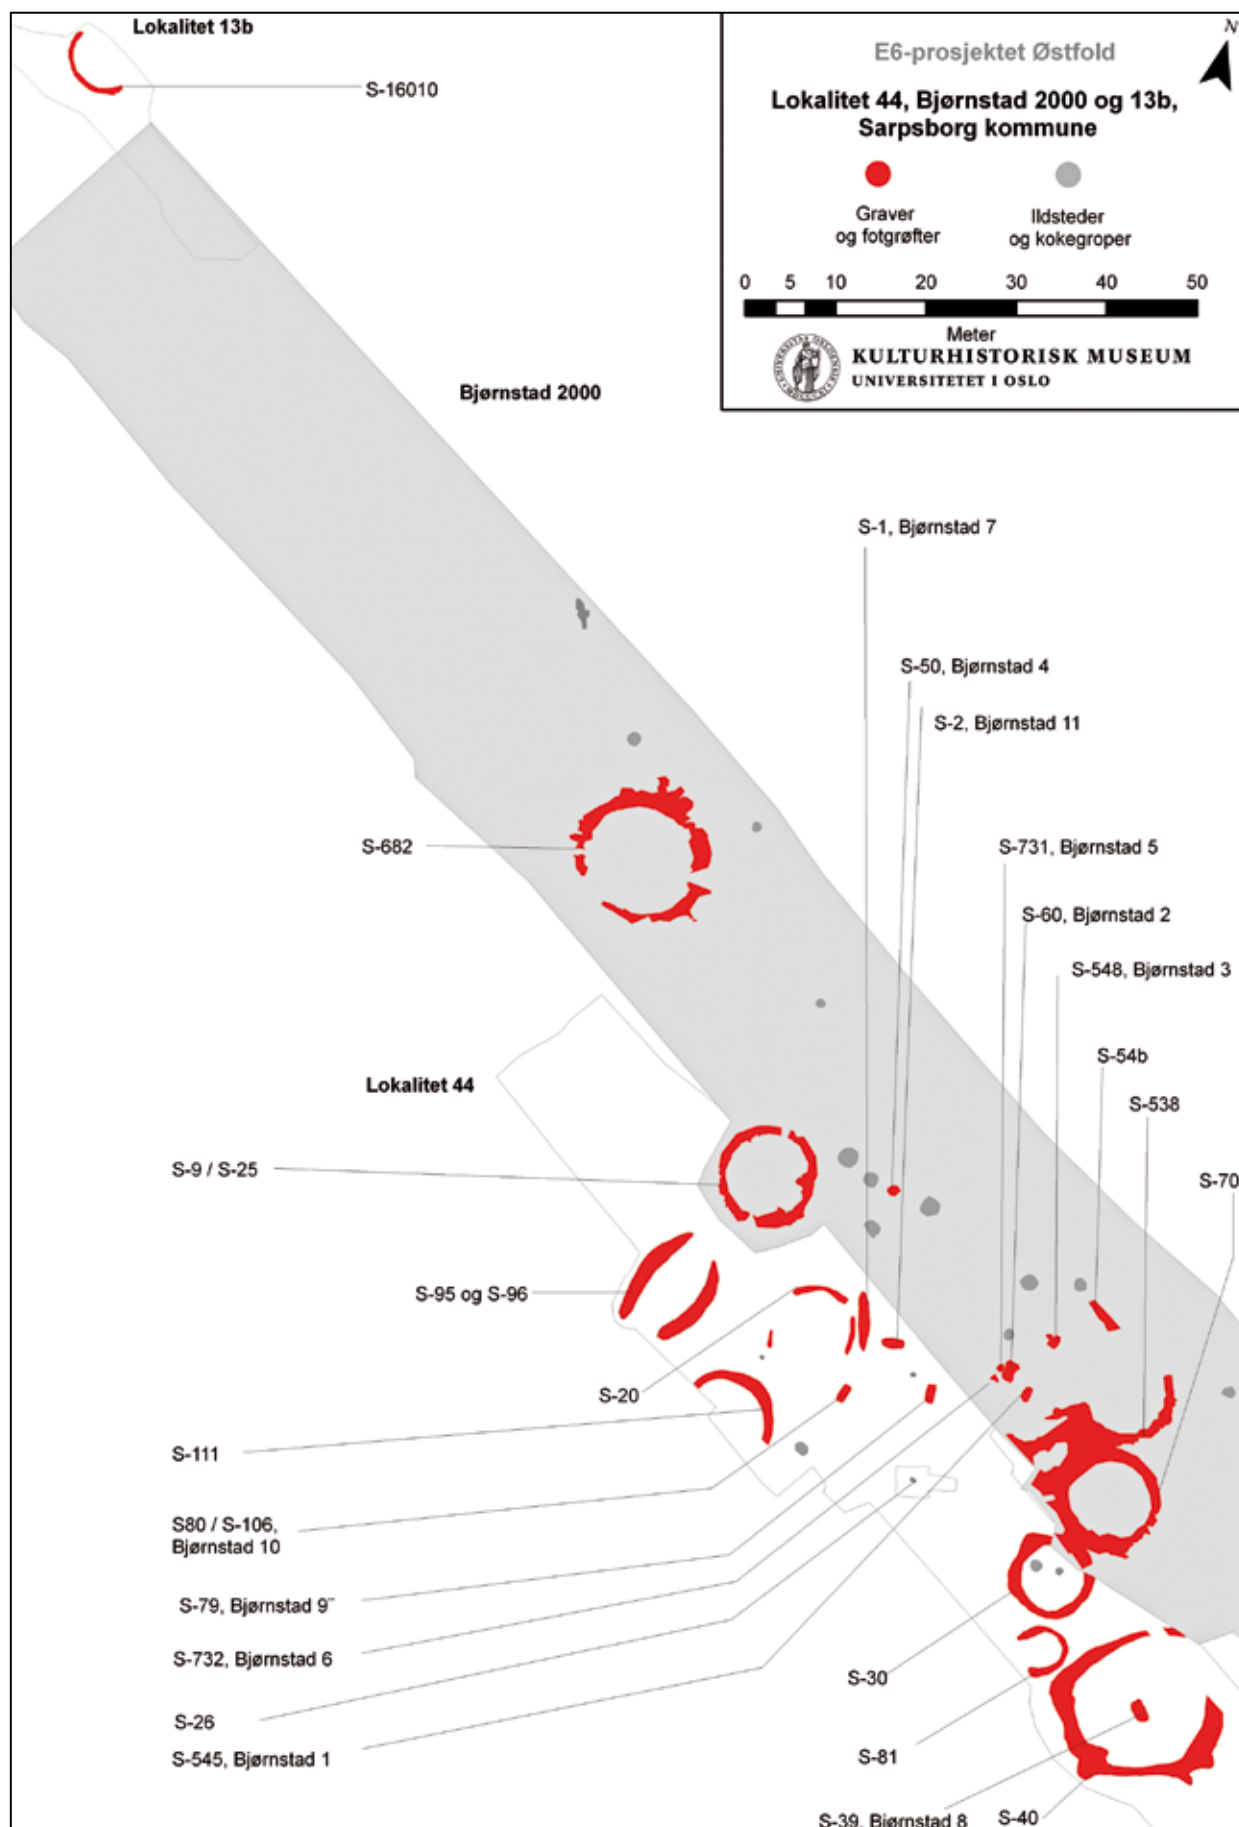 Lokalitet 13b
S-16010
N
E6-prosjektet Østfold
Lokalitet 44, Bjørnstad 2000 og 13b,
Sarpsborg kommune
Graver
og fotgrøfter
Ildsteder
og kokegroper
0 5 10 20 30 40 50
Meter
KULTURHISTORISK MUSEUM
UNIVERSITETET I OSLO
Bjørnstad 2000
S-1, Bjørnstad 7
S-50, Bjørnstad 4
S-2, Bjørnstad 11
S-682
S-731, Bjørnstad 5
S-60, Bjørnstad 2
S-548, Bjørnstad 3
S-54b
Lokalitet 44
S-538
S-9 / S-25
S-70
S-95 og S-96
S-20
S-111
S80 / S-106,
Bjørnstad 10
S-79, Bjørnstad 9¨
S-732, Bjørnstad 6
S-30
S-26
S-545, Bjørnstad 1
S-81
S-39, Bjørnstad 8
S-40